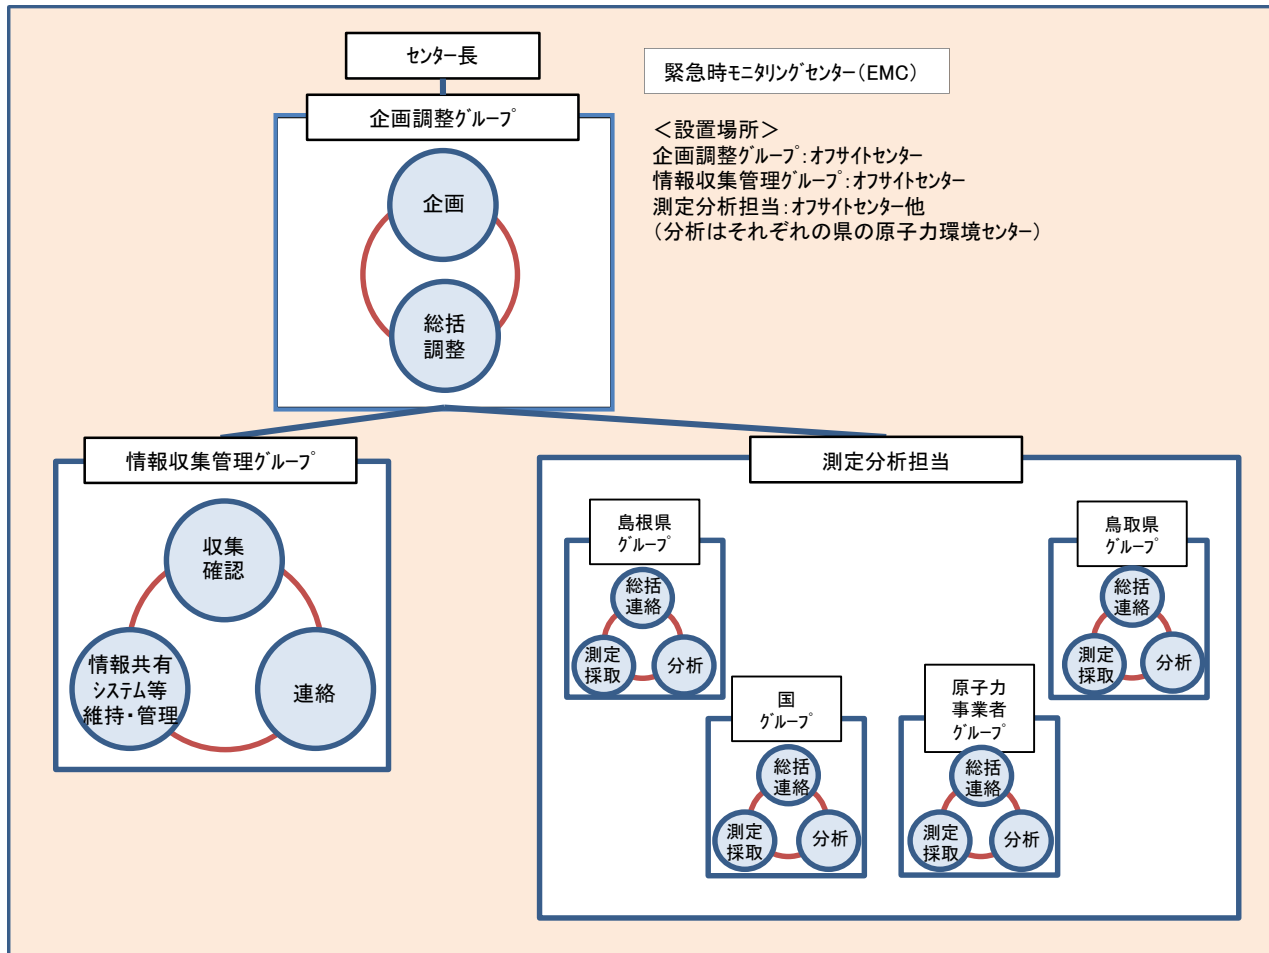 センター長
企画調整ｸﾞﾙｰﾌﾟ
企画
総括
調整
緊急時ﾓﾆﾀﾘﾝｸﾞｾﾝﾀｰ(EMC)
＜設置場所＞
企画調整ｸﾞﾙｰﾌﾟ:ｵﾌｻｲﾄｾﾝﾀｰ
情報収集管理ｸﾞﾙｰﾌﾟ:ｵﾌｻｲﾄｾﾝﾀｰ
測定分析担当:ｵﾌｻｲﾄｾﾝﾀｰ他
(分析はそれぞれの県の原子力環境ｾﾝﾀｰ)
情報収集管理ｸﾞﾙｰﾌﾟ
収集
確認
情報共有
ｼｽﾃﾑ等
維持・管理
連絡
測定分析担当
島根県
ｸﾞﾙｰﾌﾟ
総括
連絡
測定
採取
分析
国
ｸﾞﾙｰﾌﾟ
総括
連絡
測定
採取
分析
原子力
事業者
ｸﾞﾙｰﾌﾟ
総括
連絡
測定
採取
分析
鳥取県
ｸﾞﾙｰﾌﾟ
総括
連絡
測定
採取
分析